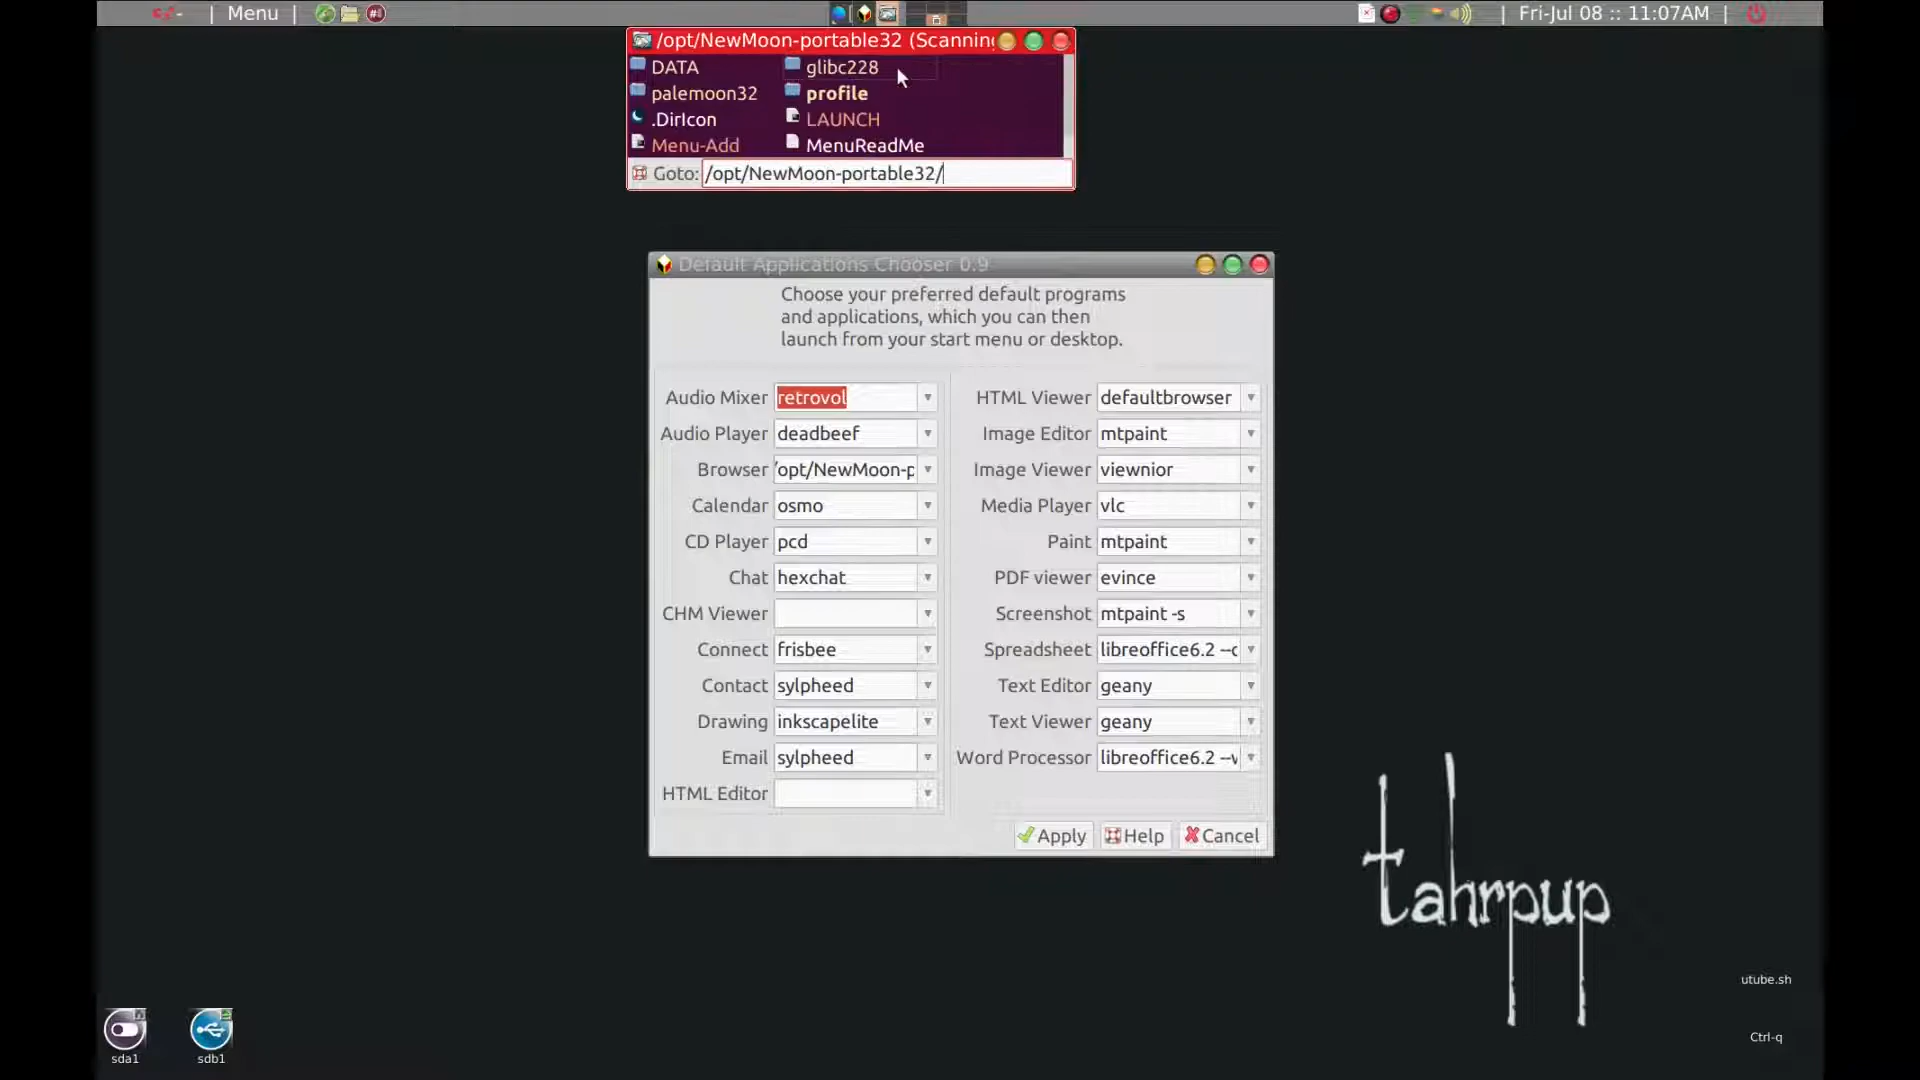 | Menu |
Fri-Jul 08 :: 11:07AM |
/opt/NewMoon-portable32 (Scanning
DATA
glibc228
palemoon32
profile
.DirIcon
LAUNCH
Menu-Add
MenuReadMe
Goto: /opt/NewMoon-portable32/
Default Applications Chooser 0.9
Choose your preferred default programs
and applications, which you can then
launch from your start menu or desktop.
Audio Mixer retrovol
Audio Player deadbeef
Browser /opt/NewMoon-p
Calendar osmo
CD Player pcd
Chat hexchat
CHM Viewer
Connect frisbee
Contact sylpheed
Drawing inkscapelite
Email sylpheed
HTML Editor
HTML Viewer defaultbrowser
Image Editor mtpaint
Image Viewer viewnior
Media Player vlc
Paint mtpaint
PDF viewer evince
Screenshot mtpaint -s
Spreadsheet libreoffice6.2 --c
Text Editor geany
Text Viewer geany
Word Processor libreoffice6.2 --w
Apply
Help
Cancel
tahrpup
utube.sh
Ctrl-q
sda1
sdb1